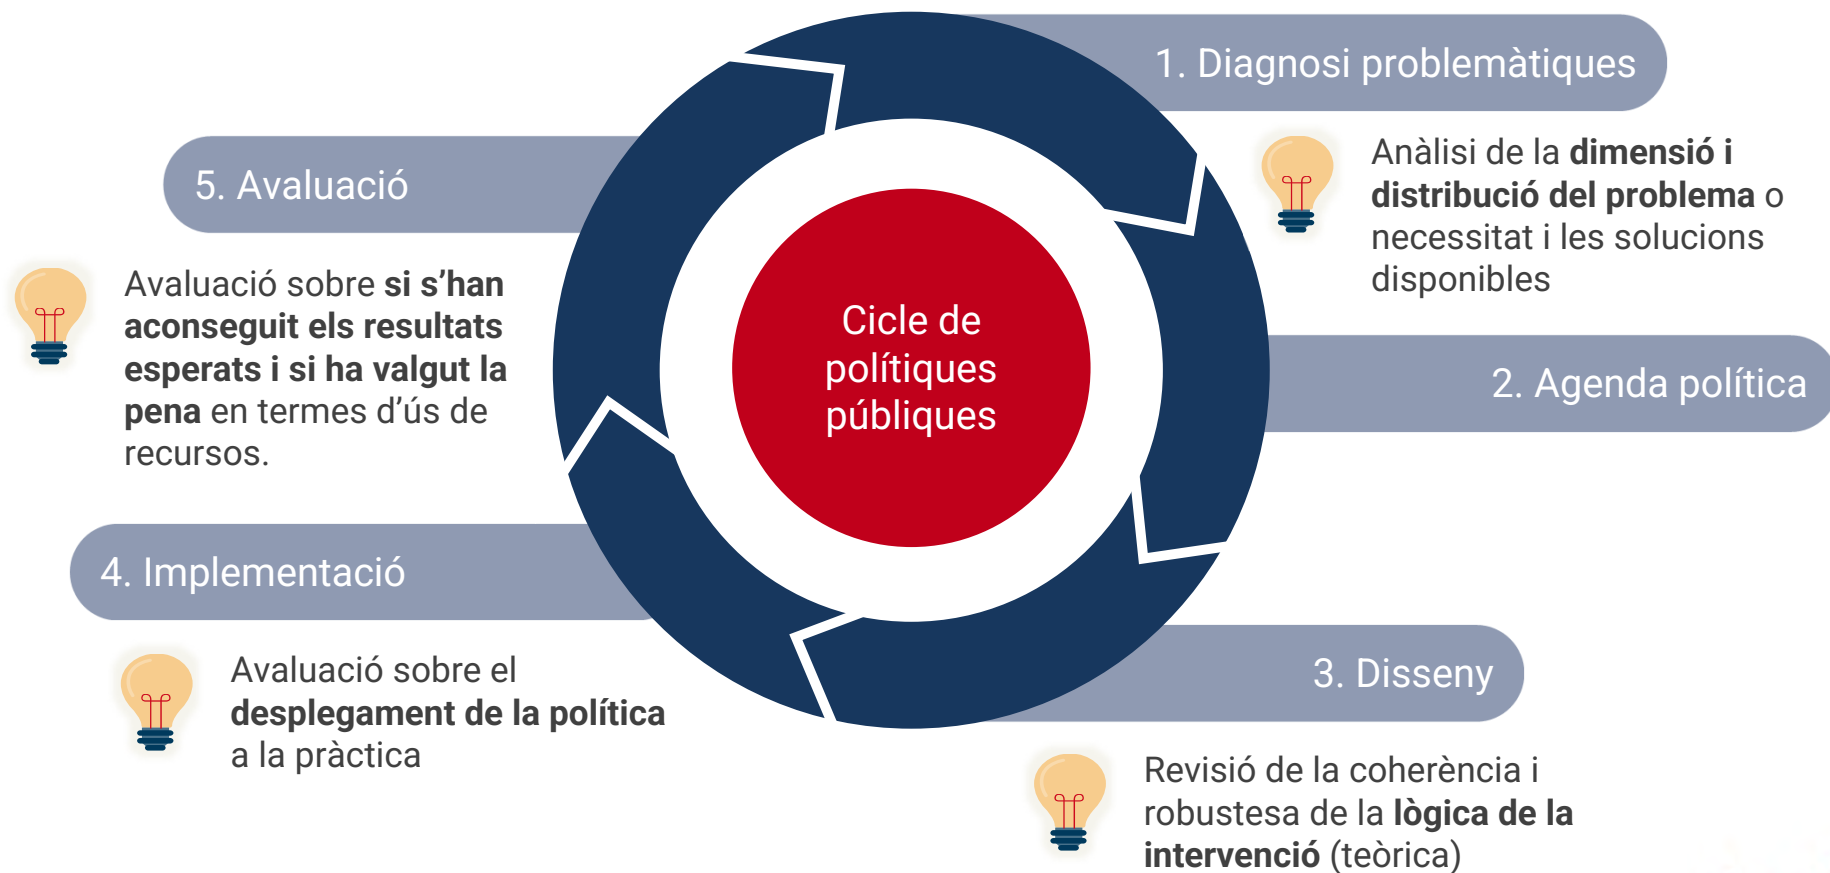 1. Diagnosi problemàtiques
Anàlisi de la dimensió i
distribució del problema o
necessitat i les solucions
disponibles
2. Agenda política
3. Disseny
Revisió de la coherència i
robustesa de la lògica de la
intervenció (teòrica)
4. Implementació
Avaluació sobre el
desplegament de la política
a la pràctica
5. Avaluació
Avaluació sobre si s’han
aconseguit els resultats
esperats i si ha valgut la
pena en termes d’ús de
recursos.
Cicle de
polítiques
públiques